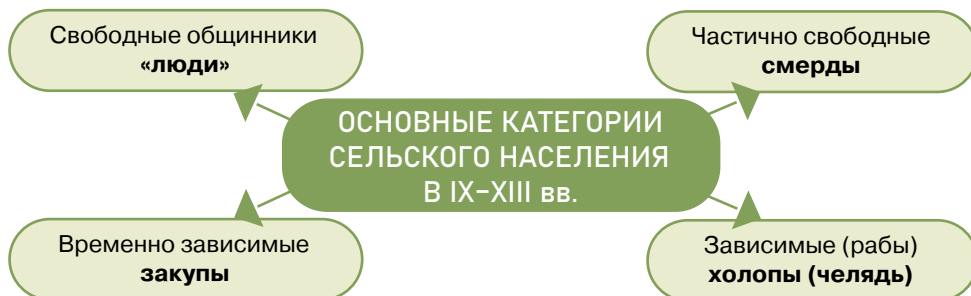 Свободные общинники
«люди»
Частично свободные
смерды
ОСНОВНЫЕ КАТЕГОРИИ
СЕЛЬСКОГО НАСЕЛЕНИЯ
В IX–XIII вв.
Временно зависимые
закупы
Зависимые (рабы)
холопы (челядь)